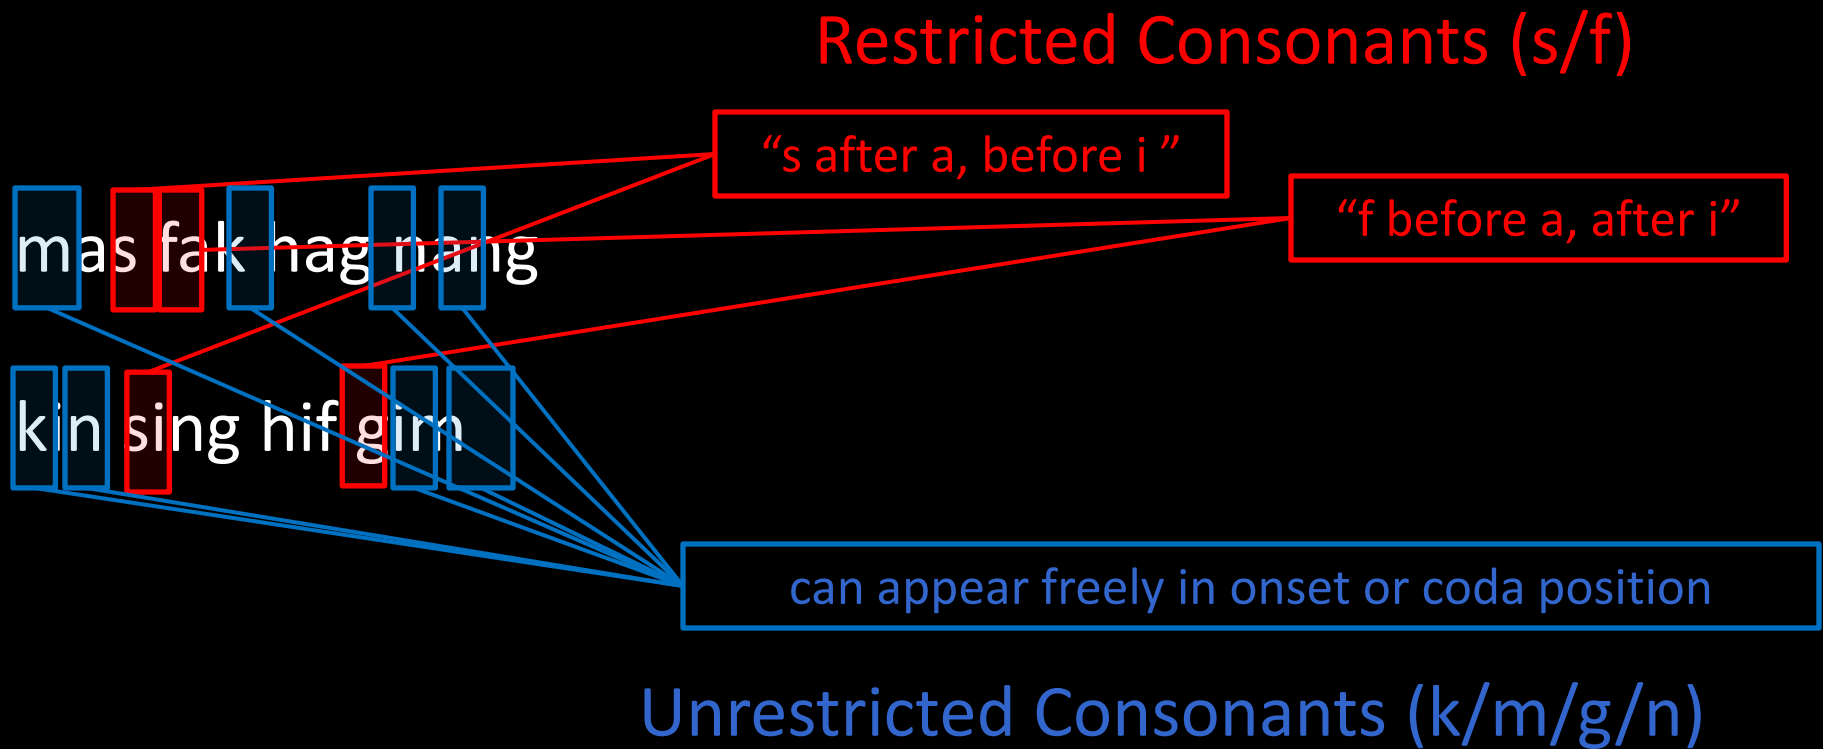 Restricted Consonants (s/f)
“s after a, before i ”
“f before a, after i”
mas fak hag nang
kin sing hif gim
can appear freely in onset or coda position
Unrestricted Consonants (k/m/g/n)